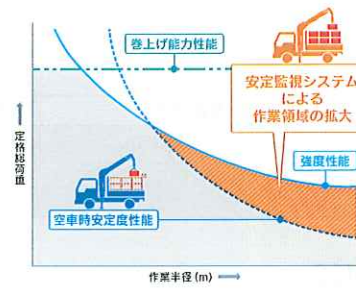 巻上げ能力性能
安定監視システム
による
作業領域の拡大
強度性能
空車時安定度性能
定格総荷重
作業半径(m)